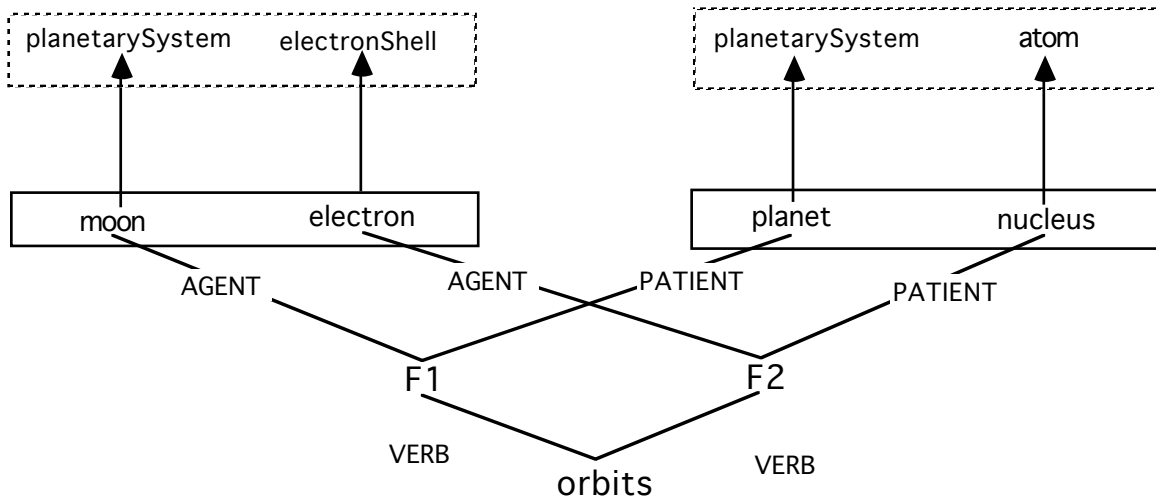 planetarySystem electronShell planetarySystem atom
moon electron planet nucleus
AGENT AGENT PATIENT PATIENT
F1 F2
VERB VERB
orbits